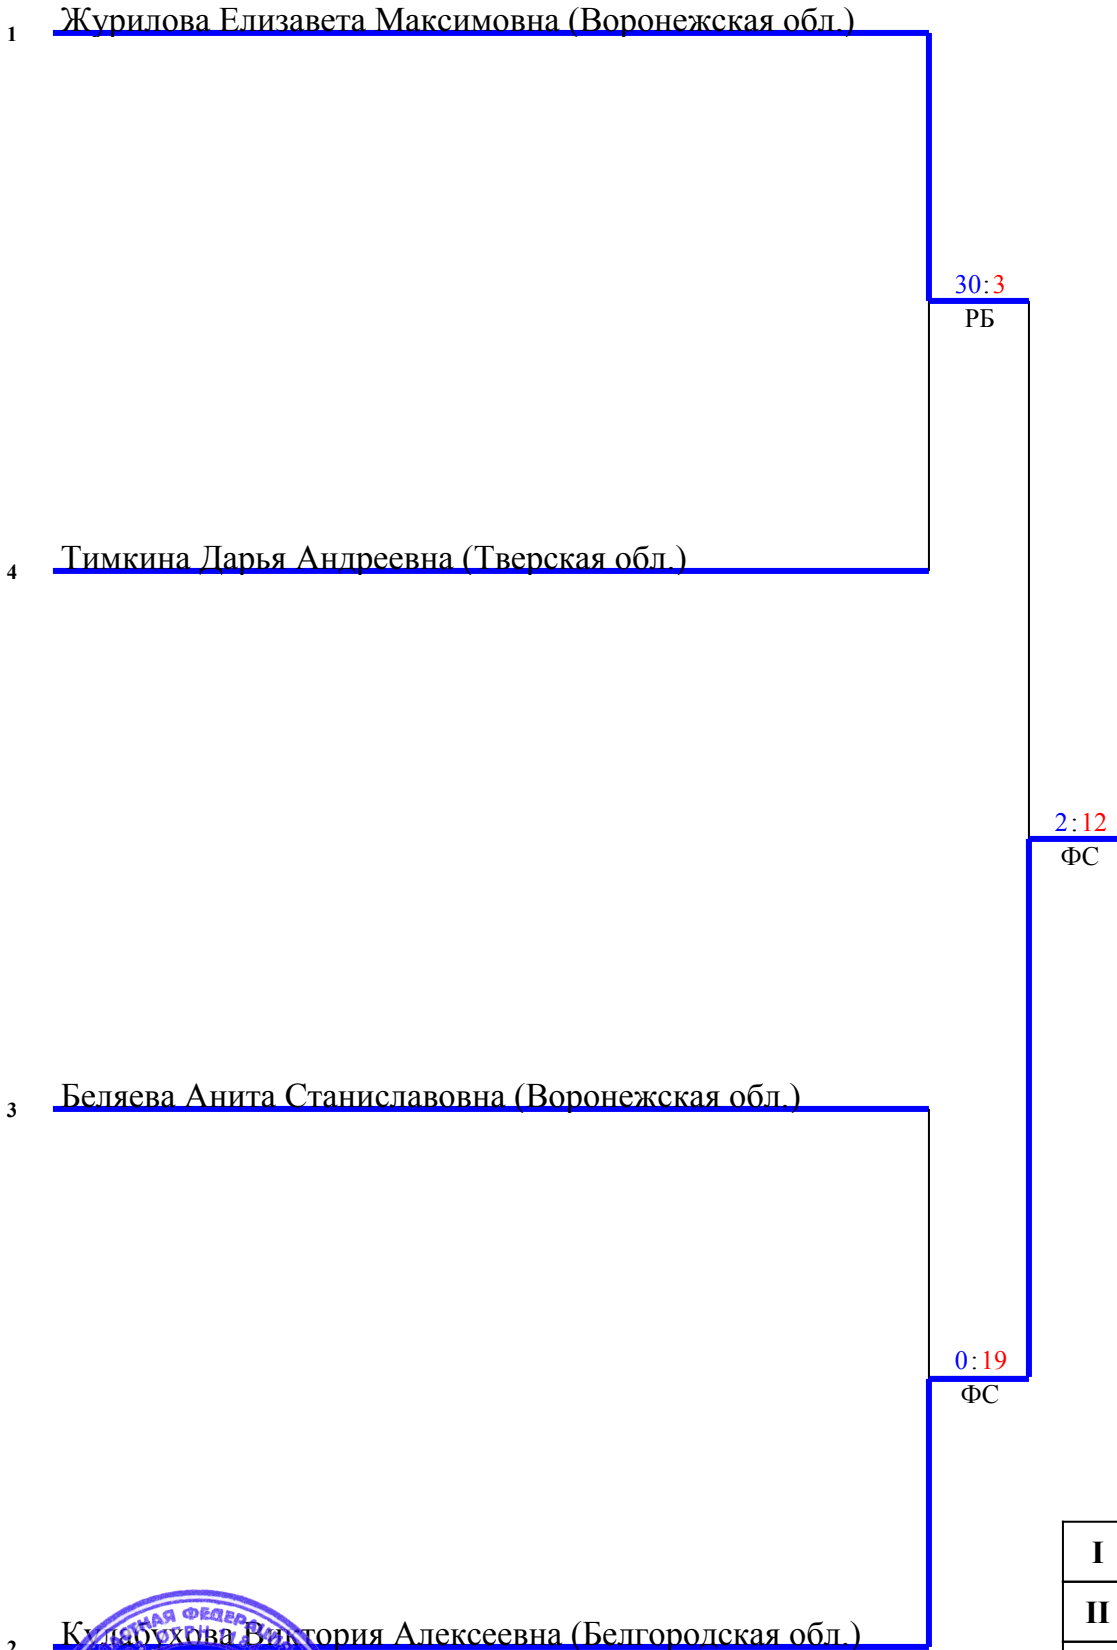 1 Журилова Елизавета Максимовна (Воронежская обл.)
30:3
РБ
4 Тимкина Дарья Андреевна (Тверская обл.)
2:12
ФС
3 Беляева Анита Станиславовна (Воронежская обл.)
0:19
ФС
I
II
2 Виктория Алексеевна (Белгородская обл.)